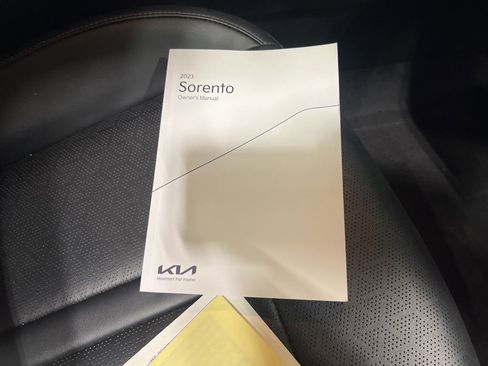 2023
Sorento
Owner's Manual
KIA
Movement that inspires